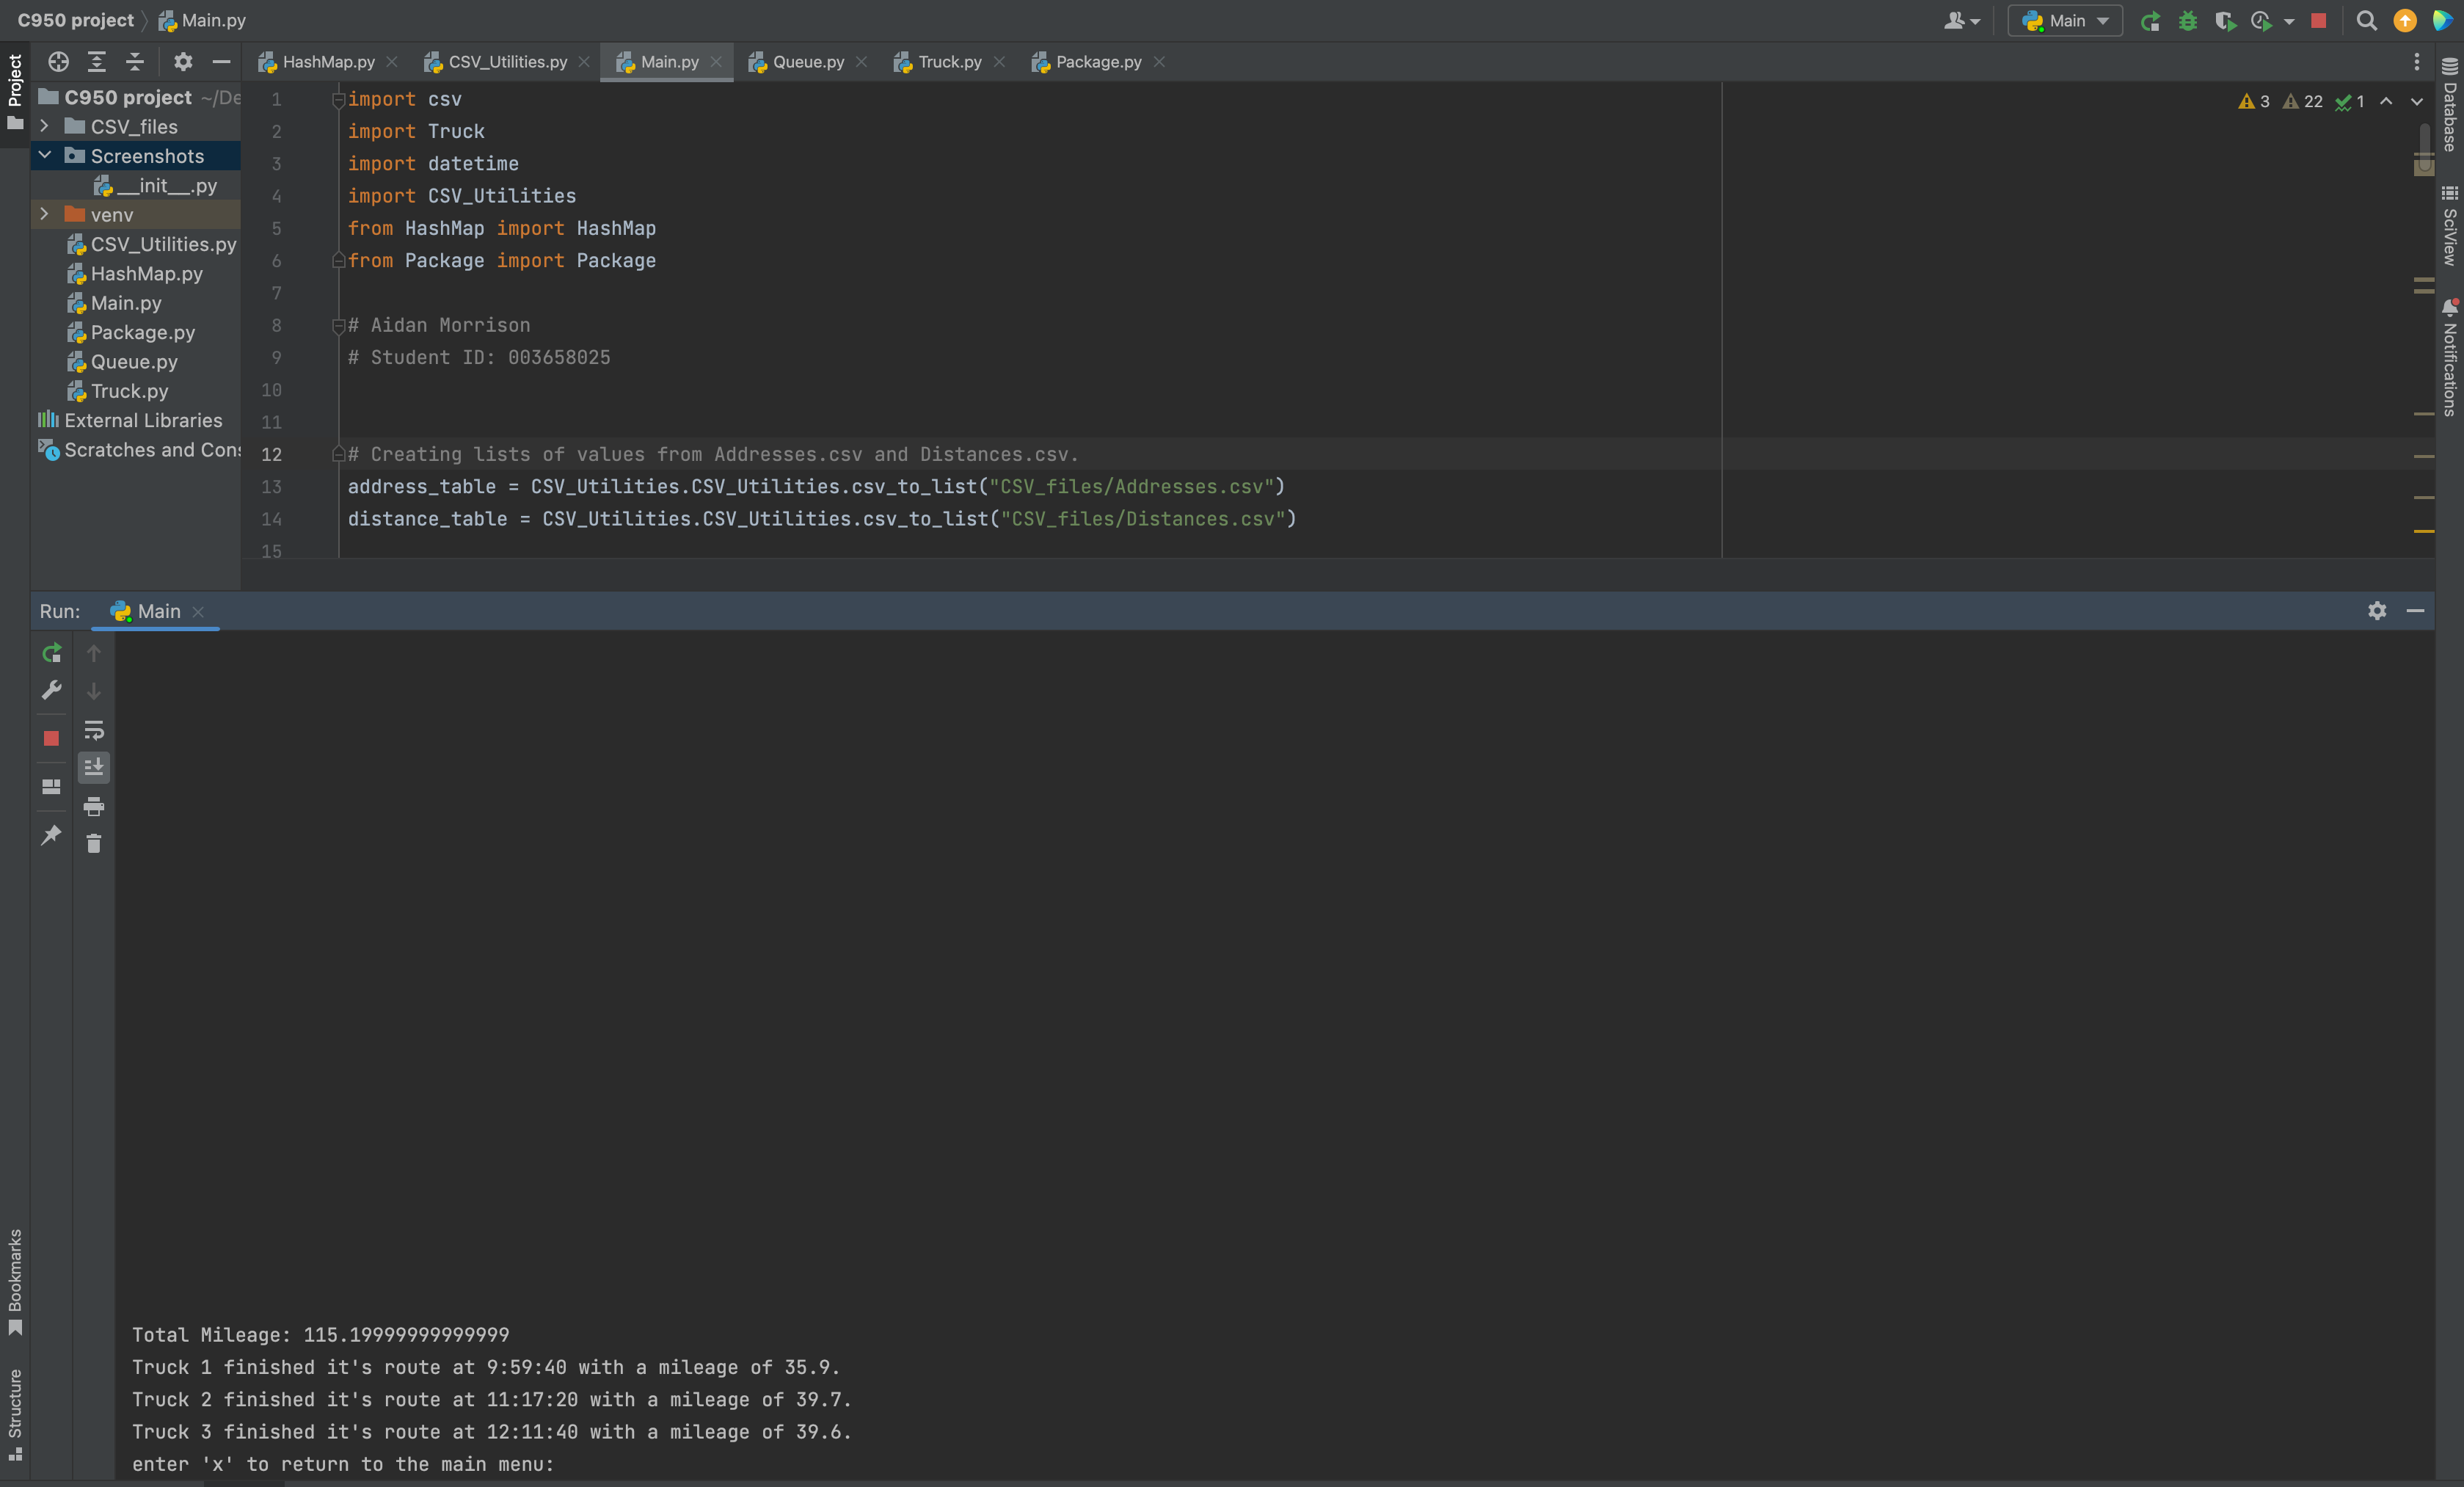 C950 project Main.py
Main
Project
HashMap.py CSV_Utilities.py Main.py Queue.py Truck.py Package.py
C950 project ~/De
CSV_files
Screenshots
__init__.py
venv
CSV_Utilities.py
HashMap.py
Main.py
Package.py
Queue.py
Truck.py
External Libraries
Scratches and Con
3 22 1
1 import csv
2 import Truck
3 import datetime
4 import CSV_Utilities
5 from HashMap import HashMap
6 from Package import Package
7
8 # Aidan Morrison
9 # Student ID: 003658025
10
11
12 # Creating lists of values from Addresses.csv and Distances.csv.
13 address_table = CSV_Utilities.CSV_Utilities.csv_to_list("CSV_files/Addresses.csv")
14 distance_table = CSV_Utilities.CSV_Utilities.csv_to_list("CSV_files/Distances.csv")
15
Database
SciView
Notifications
Run: Main
Bookmarks
Structure
Total Mileage: 115.19999999999999
Truck 1 finished it's route at 9:59:40 with a mileage of 35.9.
Truck 2 finished it's route at 11:17:20 with a mileage of 39.7.
Truck 3 finished it's route at 12:11:40 with a mileage of 39.6.
enter 'x' to return to the main menu: